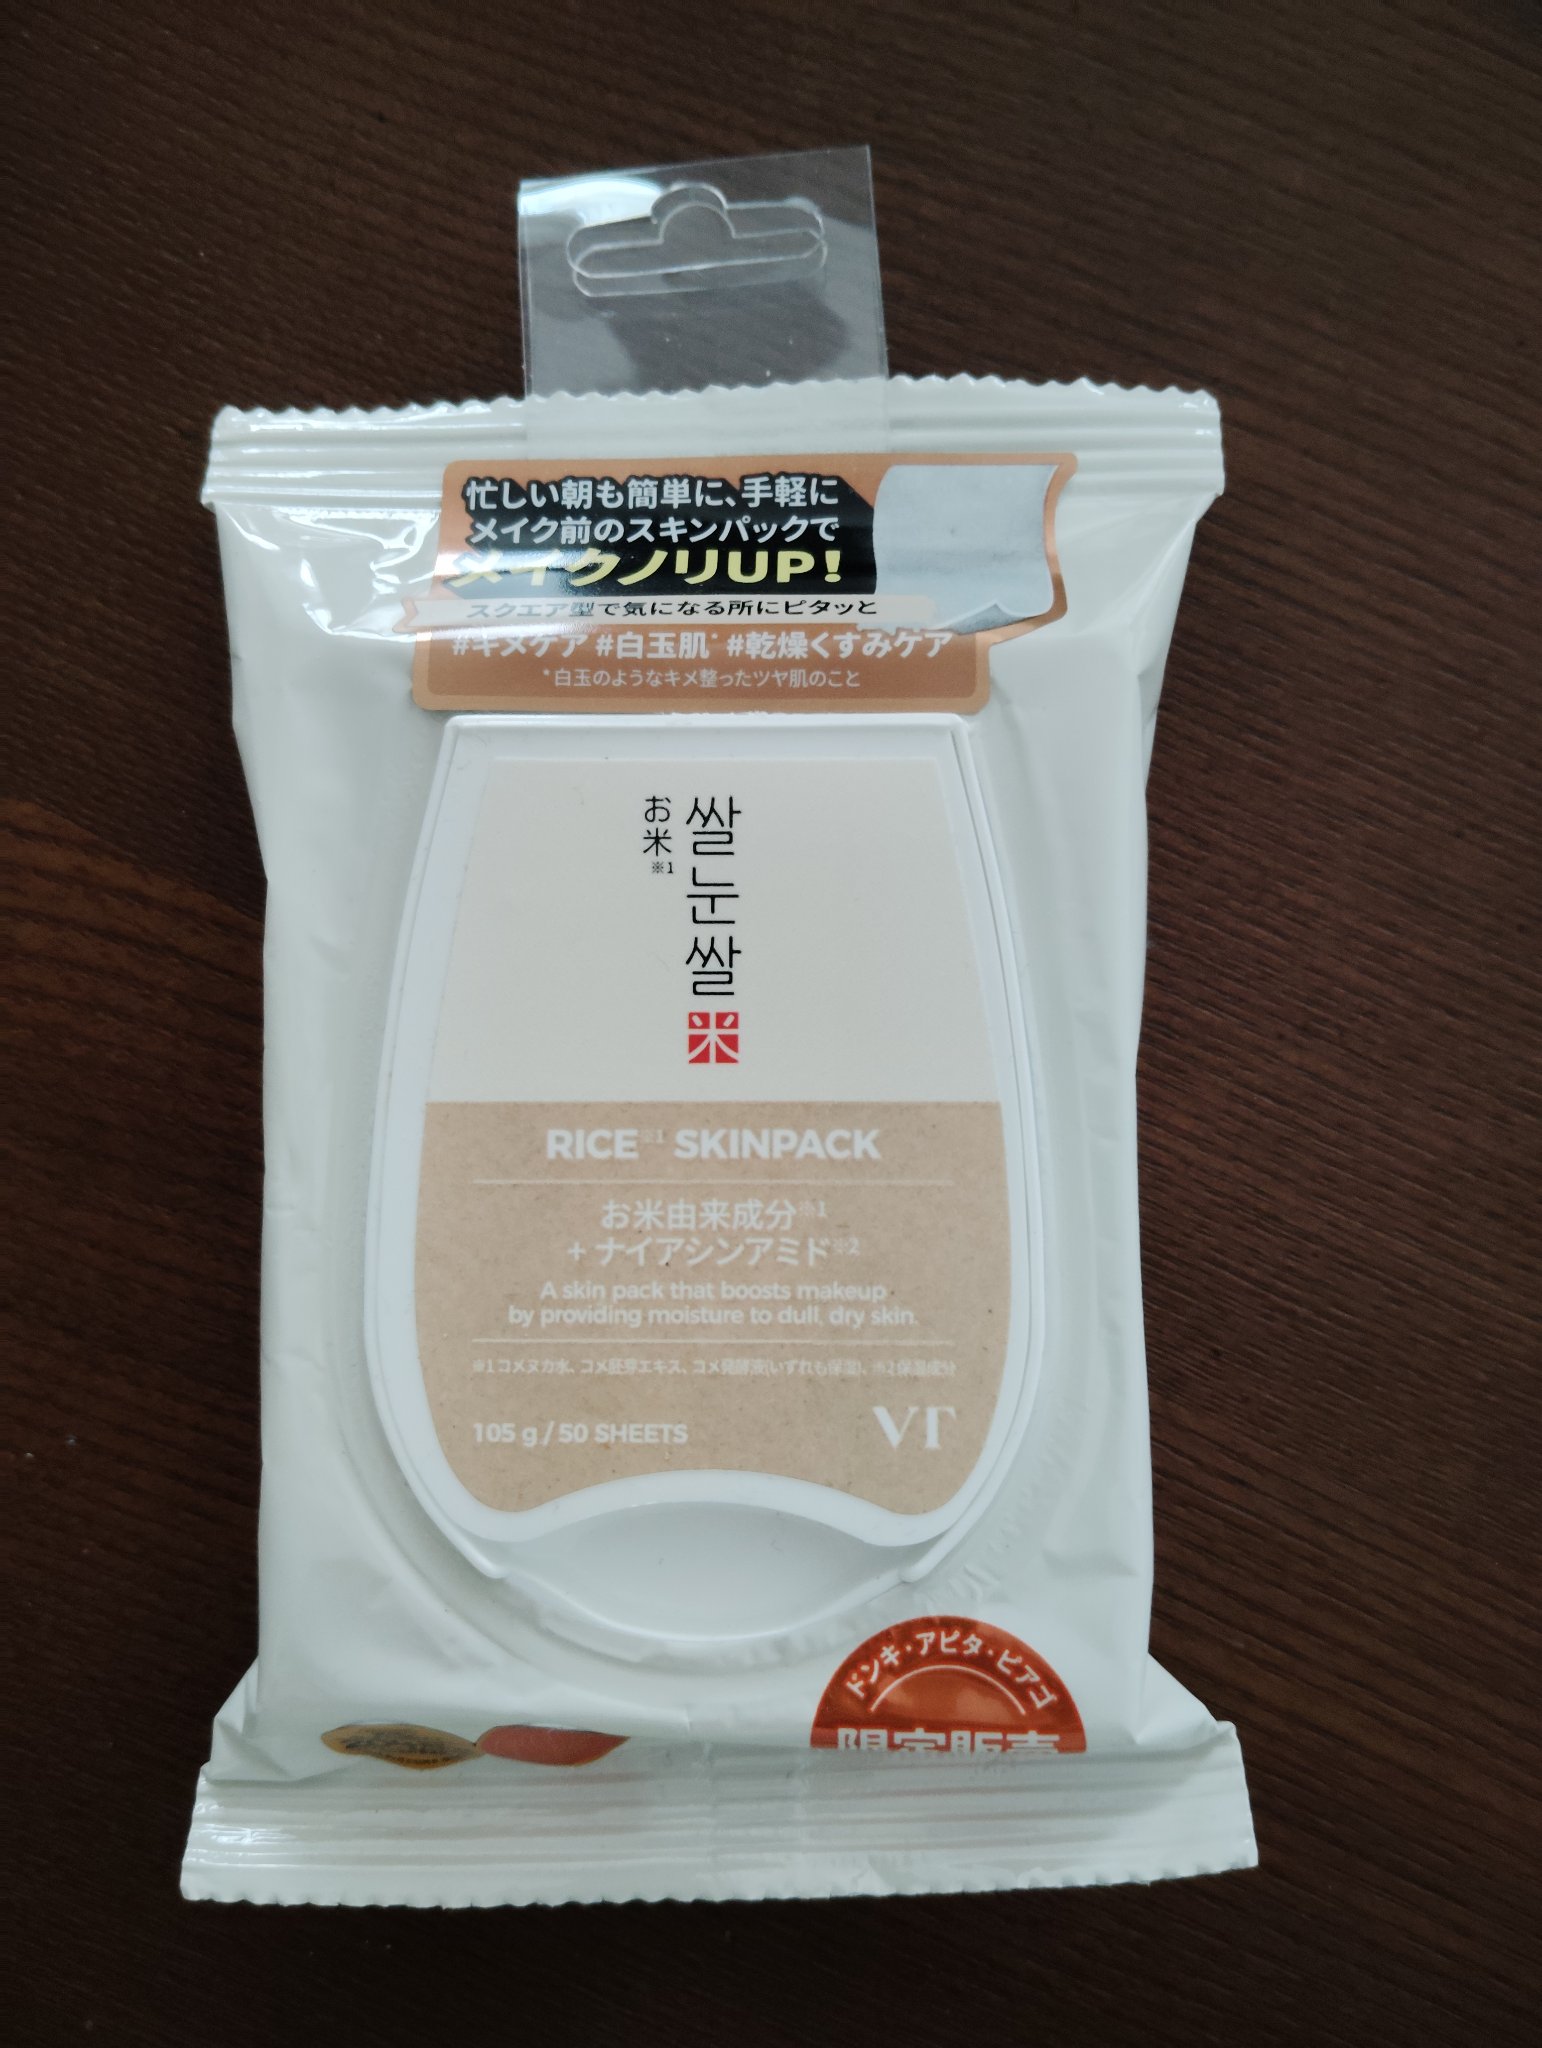 忙しい朝も簡単に、手軽に
メイク前のスキンパックで
メイクノリUP!
スクエア型で気になる所にピタッと
#キメケア #白玉肌* #乾燥くすみケア
*白玉のようなキメ整ったツヤ肌のこと
쌀눈쌀
お米※1
米
RICE※1 SKINPACK
お米由来成分※1
+ ナイアシンアミド※2
A skin pack that boosts makeup
by providing moisture to dull, dry skin.
※1コメヌカ水、コメ胚芽エキス、コメ発酵液(いずれも保湿)、※2保湿成分
105 g / 50 SHEETS
VT
ドンキ・アピタ・ピアゴ
限定販売